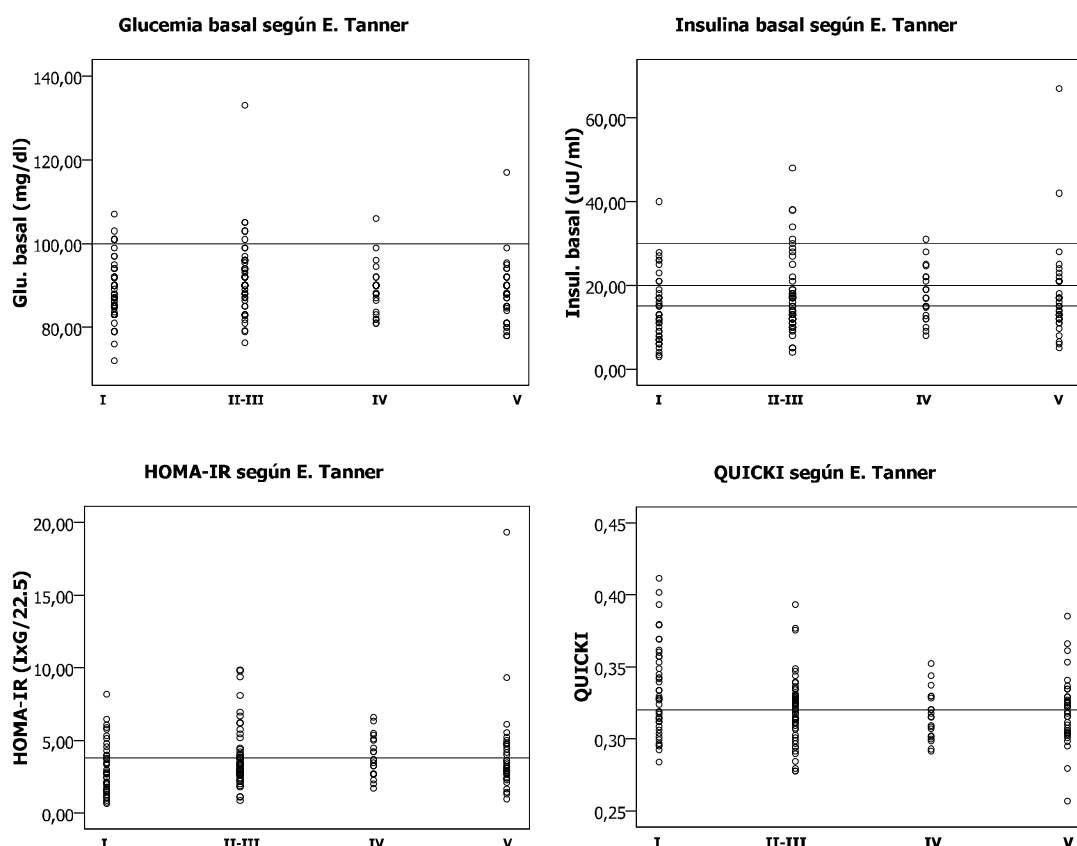 Glucemia basal según E. Tanner
Glu. basal (mg/dl)
140,00
120,00
100,00
80,00
I II-III IV V
Insulina basal según E. Tanner
Insul. basal (uU/ml)
60,00
40,00
20,00
0,00
I II-III IV V
HOMA-IR según E. Tanner
HOMA-IR (IxG/22.5)
20,00
15,00
10,00
5,00
0,00
I II-III IV V
QUICKI según E. Tanner
QUICKI
0,45
0,40
0,35
0,30
0,25
I II-III IV V